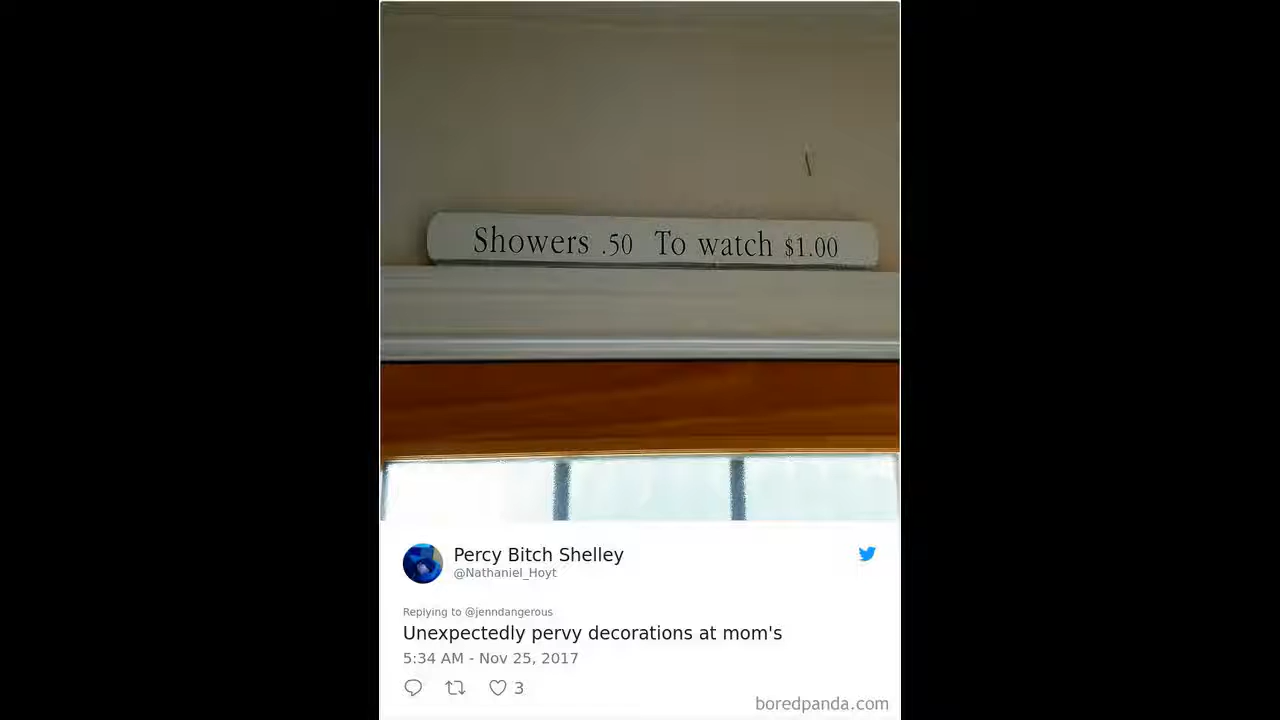 Showers .50 To watch $1.00
Percy Bitch Shelley
@Nathaniel_Hoyt
Replying to @jenndangerous
Unexpectedly pervy decorations at mom's
5:34 AM - Nov 25, 2017
3
boredpanda.com